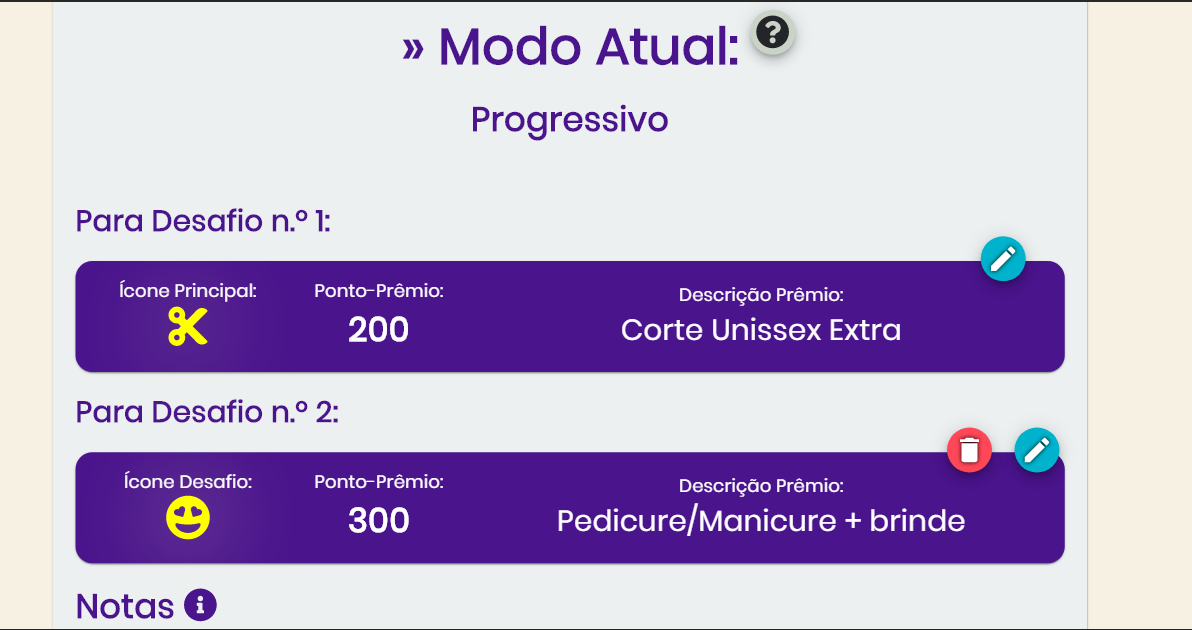 » Modo Atual: ?
Progressivo
Para Desafio n.º 1:
Ícone Principal:
Ponto-Prêmio:
Descrição Prêmio:
200
Corte Unissex Extra
Para Desafio n.º 2:
Ícone Desafio:
Ponto-Prêmio:
Descrição Prêmio:
300
Pedicure/Manicure + brinde
Notas i